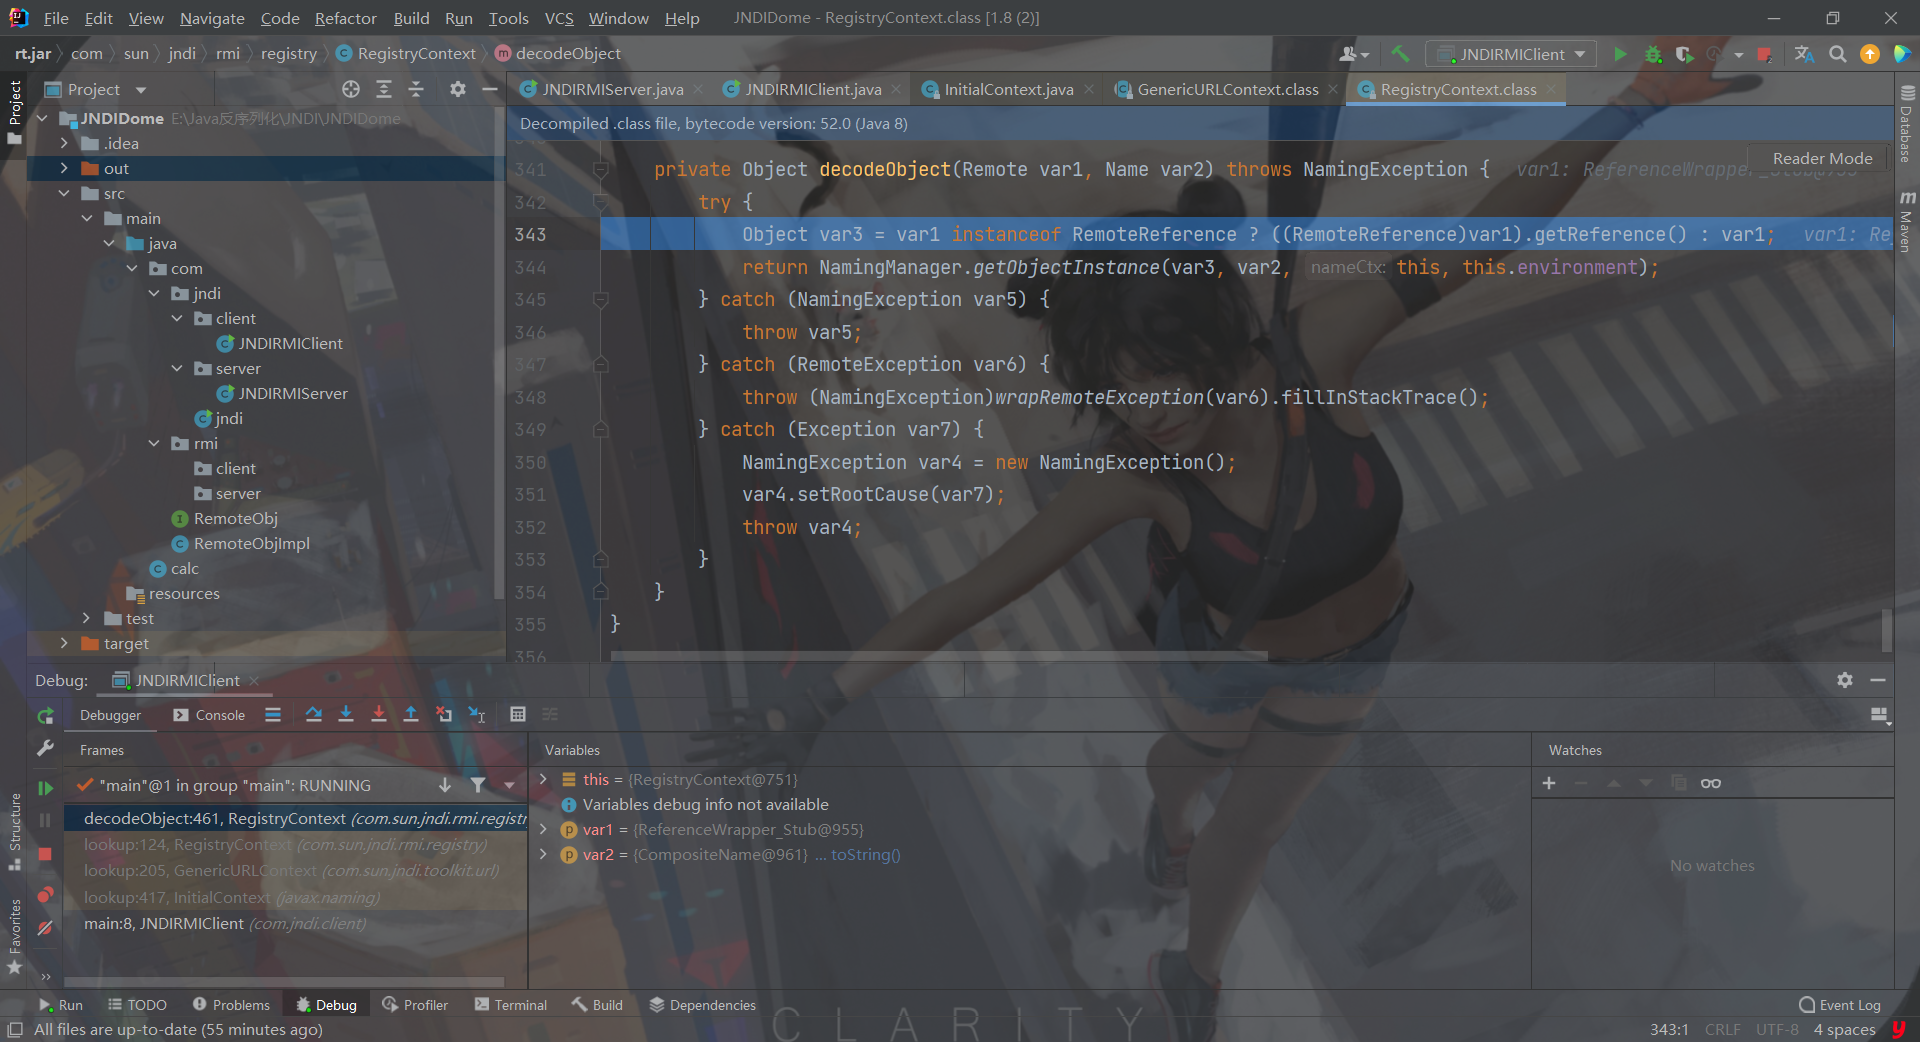 File Edit View Navigate Code Refactor Build Run Tools VCS Window Help JNDIDome - RegistryContext.class [1.8 (2)]
rt.jar com sun jndi rmi registry RegistryContext decodeObject JNDIRMIClient
Project
Project
JNDIRMIServer.java JNDIRMIClient.java InitialContext.java GenericURLContext.class RegistryContext.class
Decompiled .class file, bytecode version: 52.0 (Java 8)
Reader Mode
Database
Maven
JNDIDome E:\Java反序列化\JNDI\JNDIDome
.idea
out
src
main
java
com
jndi
client
JNDIRMIClient
server
JNDIRMIServer
jndi
rmi
client
server
RemoteObj
RemoteObjImpl
calc
resources
test
target
341 private Object decodeObject(Remote var1, Name var2) throws NamingException { var1: ReferenceWrapper_Stub@955
342 try {
343 Object var3 = var1 instanceof RemoteReference ? ((RemoteReference)var1).getReference() : var1; var1: Re
344 return NamingManager.getObjectInstance(var3, var2, nameCtx: this, this.environment);
345 } catch (NamingException var5) {
346 throw var5;
347 } catch (RemoteException var6) {
348 throw (NamingException)wrapRemoteException(var6).fillInStackTrace();
349 } catch (Exception var7) {
350 NamingException var4 = new NamingException();
351 var4.setRootCause(var7);
352 throw var4;
353 }
354 }
355 }
356
Debug: JNDIRMIClient
Debugger Console
Frames
"main"@1 in group "main": RUNNING
decodeObject:461, RegistryContext (com.sun.jndi.rmi.registr
lookup:124, RegistryContext (com.sun.jndi.rmi.registry)
lookup:205, GenericURLContext (com.sun.jndi.toolkit.url)
lookup:417, InitialContext (javax.naming)
main:8, JNDIRMIClient (com.jndi.client)
Variables
this = {RegistryContext@751}
Variables debug info not available
var1 = {ReferenceWrapper_Stub@955}
var2 = {CompositeName@961} ... toString()
Watches
No watches
Structure
Favorites
Run TODO Problems Debug Profiler Terminal Build Dependencies Event Log
CLARITY
All files are up-to-date (55 minutes ago) 343:1 CRLF UTF-8 4 spaces